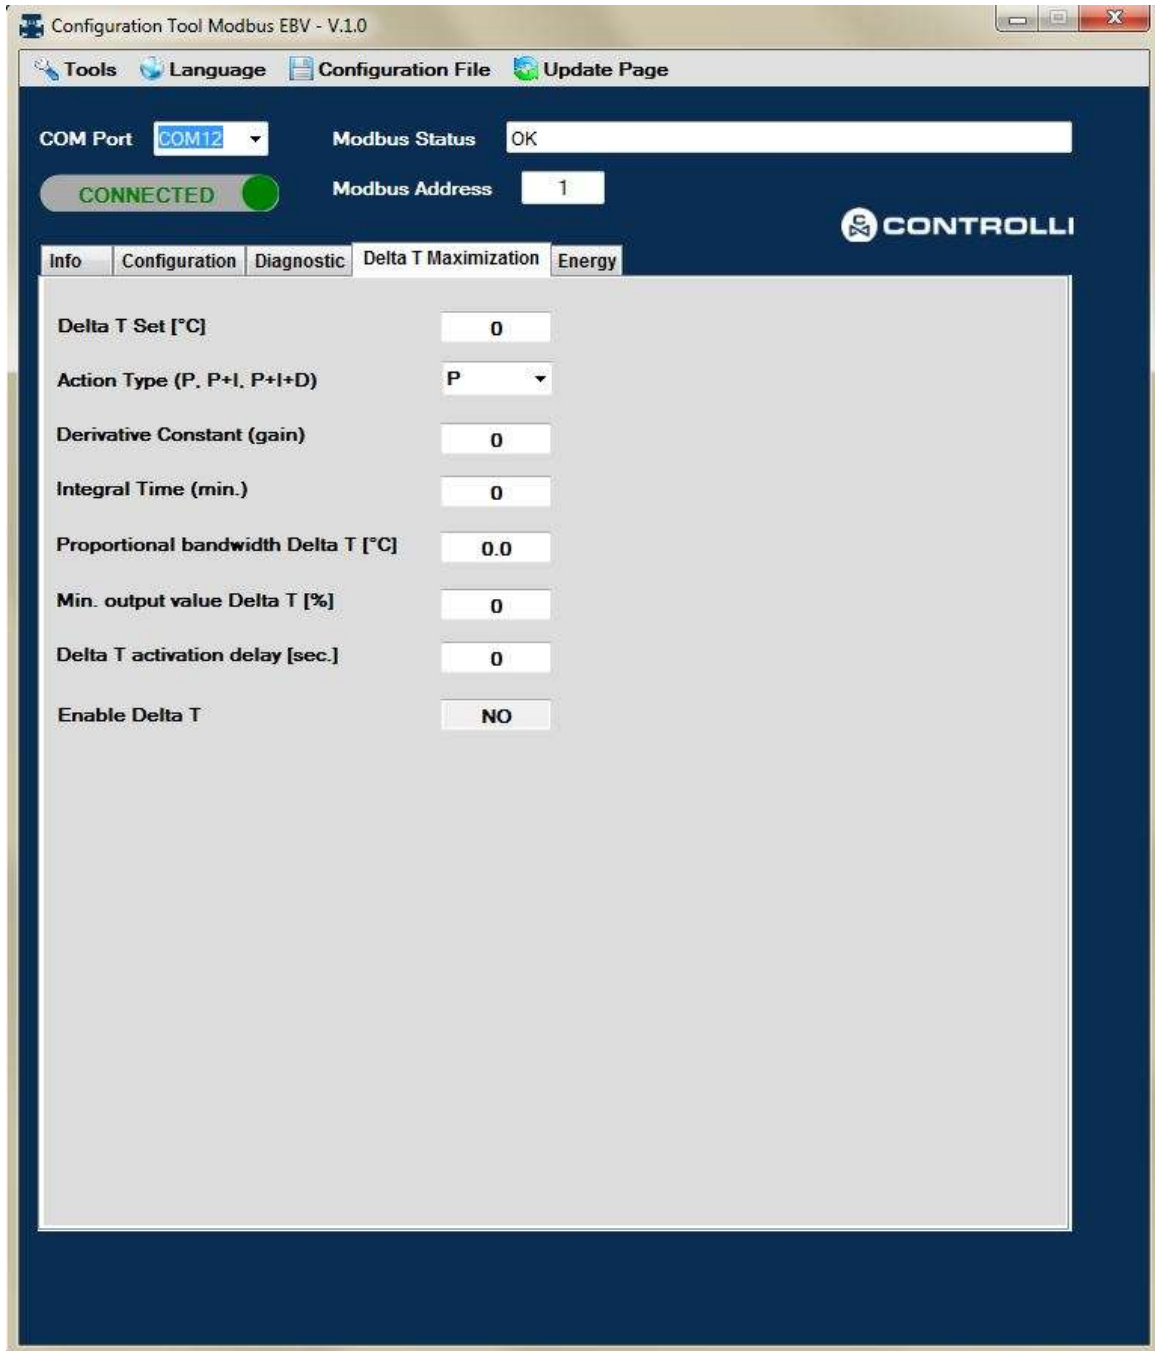 Configuration Tool Modbus EBV - V.1.0
Tools Language Configuration File Update Page
COM Port COM12 Modbus Status OK
CONNECTED Modbus Address 1
CONTROLLI
Info Configuration Diagnostic Delta T Maximization Energy
Delta T Set [°C] 0
Action Type (P, P+I, P+I+D) P
Derivative Constant (gain) 0
Integral Time (min.) 0
Proportional bandwidth Delta T [°C] 0.0
Min. output value Delta T [%] 0
Delta T activation delay [sec.] 0
Enable Delta T NO